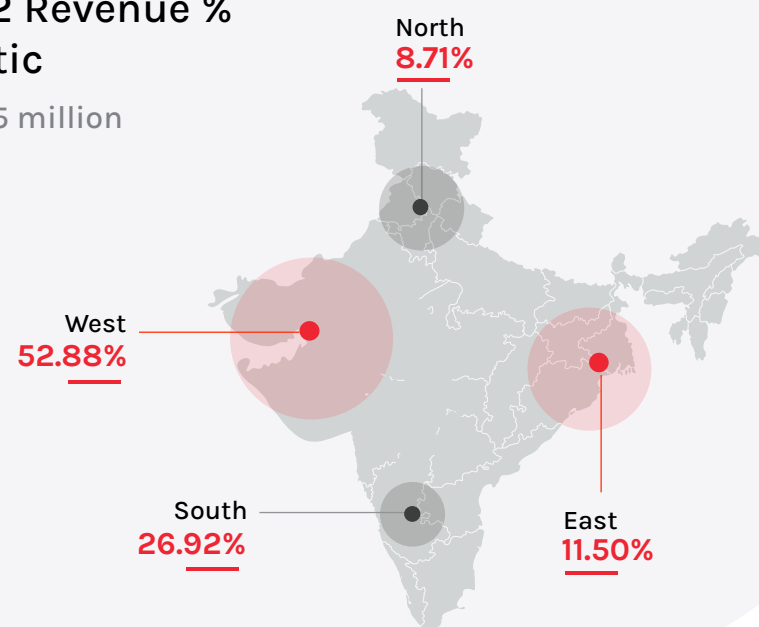 2 Revenue %
tic
5 million
North
8.71%
West
52.88%
South
26.92%
East
11.50%